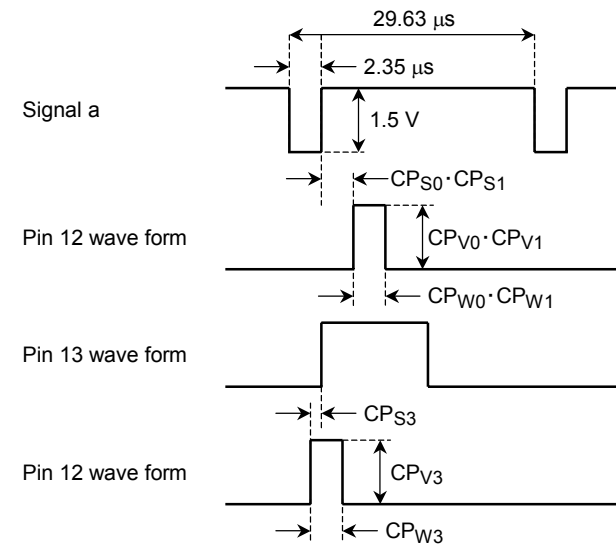 29.63 μs
2.35 μs
Signal a
1.5 V
CPS0·CPS1
Pin 12 wave form
CPV0·CPV1
CPW0·CPW1
Pin 13 wave form
CPS3
Pin 12 wave form
CPV3
CPW3